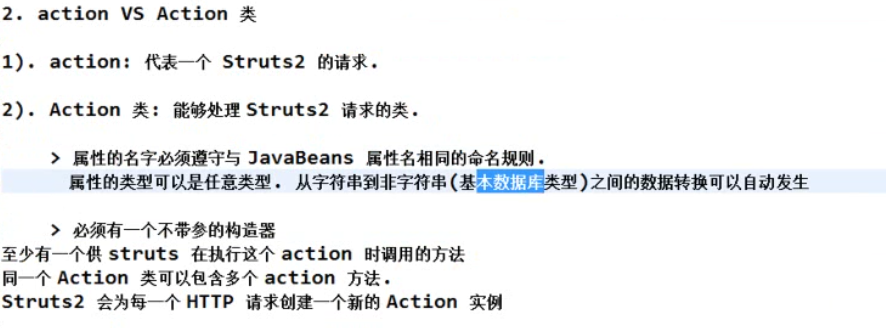 2. action VS Action 类
1). action: 代表一个 Struts2 的请求.
2). Action 类: 能够处理 Struts2 请求的类.
> 属性的名字必须遵守与 JavaBeans 属性名相同的命名规则.
属性的类型可以是任意类型. 从字符串到非字符串(基本数据库类型)之间的数据转换可以自动发生
> 必须有一个不带参的构造器
至少有一个供 struts 在执行这个 action 时调用的方法
同一个 Action 类可以包含多个 action 方法.
Struts2 会为每一个 HTTP 请求创建一个新的 Action 实例